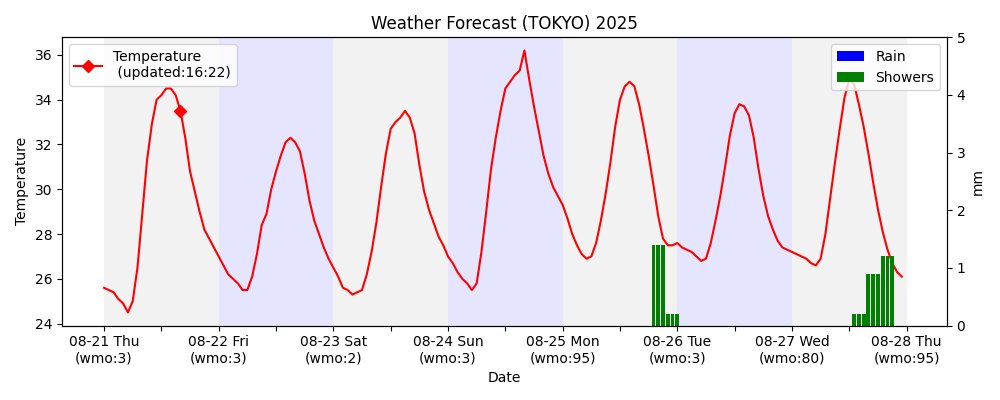 Weather Forecast (TOKYO) 2025
Temperature
(updated:16:22)
Rain
Showers
36
34
32
30
28
26
24
Temperature
5
4
3
2
1
0
mm
08-21 Thu
(wmo:3)
08-22 Fri
(wmo:3)
08-23 Sat
(wmo:2)
08-24 Sun
(wmo:3)
08-25 Mon
(wmo:95)
08-26 Tue
(wmo:3)
08-27 Wed
(wmo:80)
08-28 Thu
(wmo:95)
Date